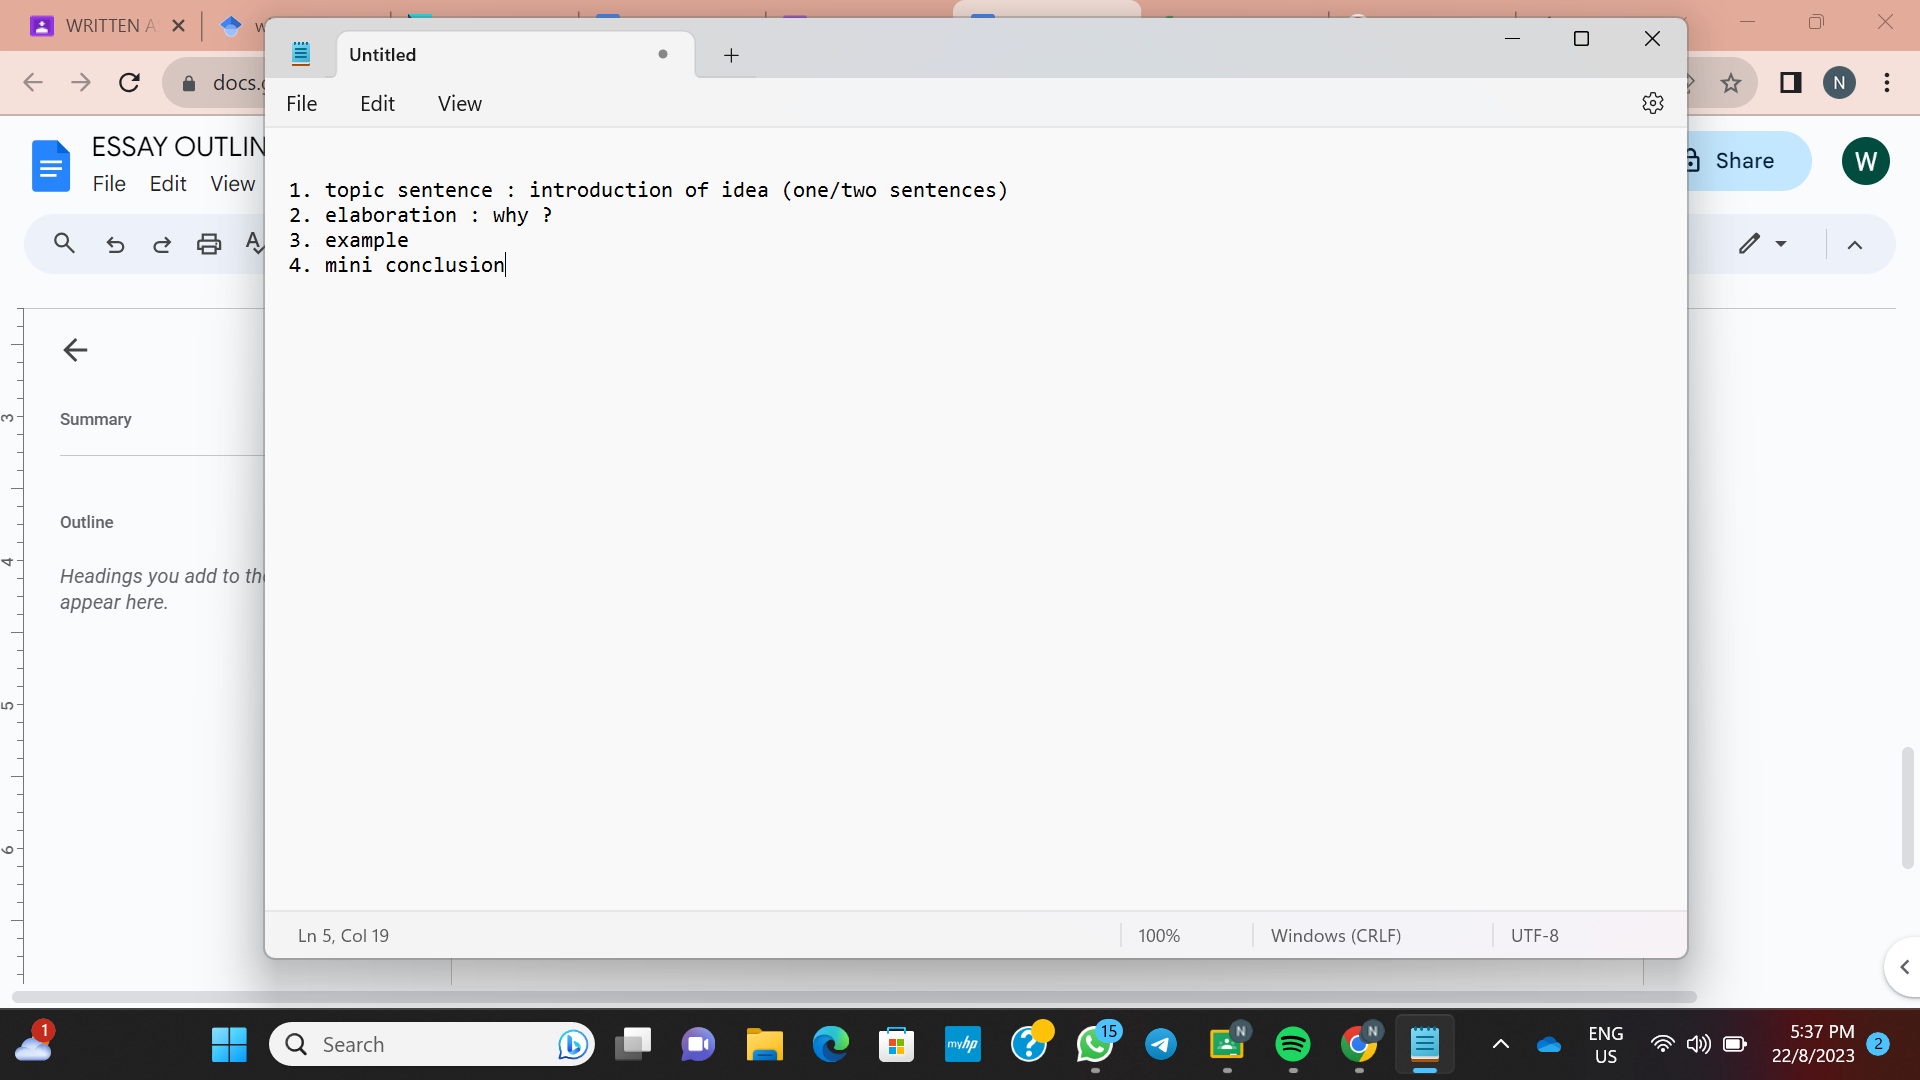 WRITTEN A
Untitled
docs.
File Edit View
ESSAY OUTLIN
File Edit View
Share
W
N
1. topic sentence : introduction of idea (one/two sentences)
2. elaboration : why ?
3. example
4. mini conclusion
Summary
Outline
Headings you add to the
appear here.
3
4
5
6
Ln 5, Col 19
100%
Windows (CRLF)
UTF-8
1
Search
myhp
15
N
N
ENG
US
5:37 PM
22/8/2023
2